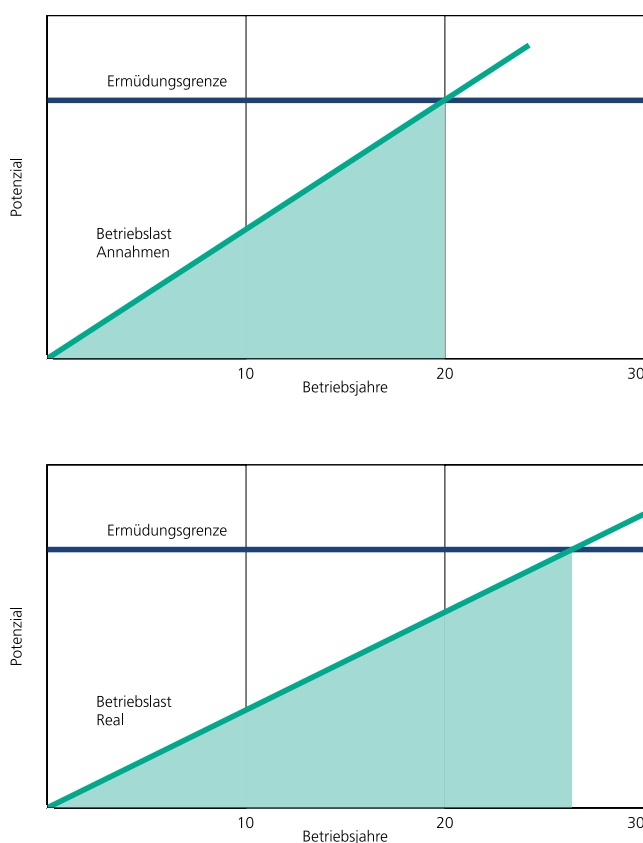 Ermüdungsgrenze
Potenzial
Betriebslast
Annahmen
10
20
30
Betriebsjahre
Ermüdungsgrenze
Potenzial
Betriebslast
Real
10
20
30
Betriebsjahre